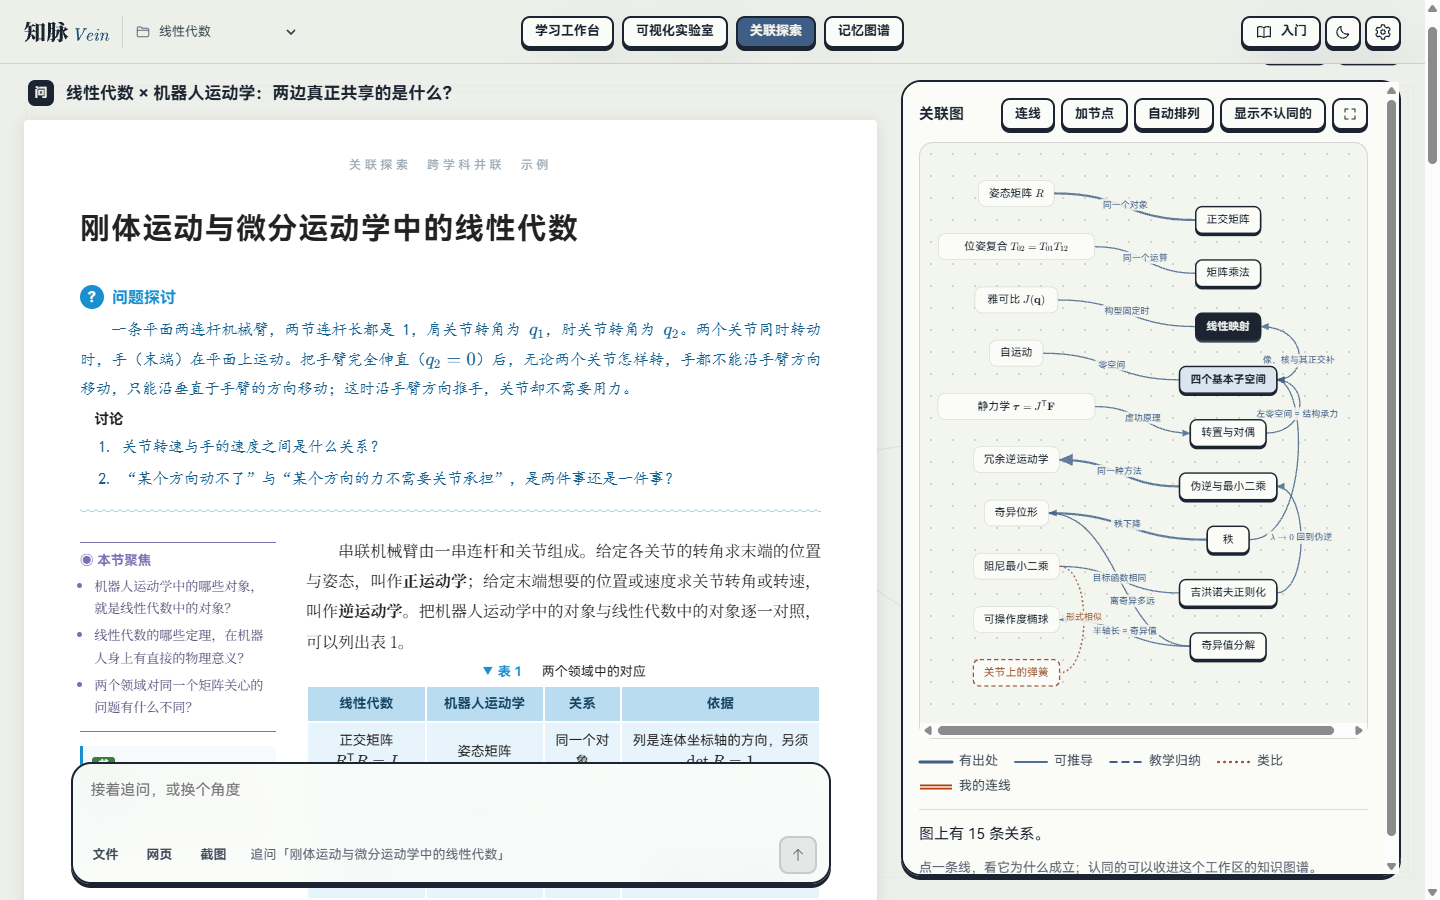 知脉 Vein
线性代数
学习工作台
可视化实验室
关联探索
记忆图谱
入门
问 线性代数 × 机器人运动学：两边真正共享的是什么？
关联探索 跨学科并联 示例
刚体运动与微分运动学中的线性代数
? 问题探讨
一条平面两连杆机械臂，两节连杆长都是 1，肩关节转角为 q₁，肘关节转角为 q₂。两个关节同时转动
时，手（末端）在平面上运动。把手臂完全伸直（q₂ = 0）后，无论两个关节怎样转，手都不能沿手臂方向
移动，只能沿垂直于手臂的方向移动；这时沿手臂方向推手，关节却不需要用力。
讨论
1. 关节转速与手的速度之间是什么关系？
2. “某个方向动不了”与“某个方向的力不需要关节承担”，是两件事还是一件事？
本节聚焦
机器人运动学中的哪些对象，
就是线性代数中的对象？
线性代数的哪些定理，在机器
人身上有直接的物理意义？
两个领域对同一个矩阵关心的
问题有什么不同？
串联机械臂由一串连杆和关节组成。给定各关节的转角求末端的位置
与姿态，叫作正运动学；给定末端想要的位置或速度求关节转角或转速，
叫作逆运动学。把机器人运动学中的对象与线性代数中的对象逐一对照，
可以列出表 1。
▼ 表 1 两个领域中的对应
线性代数 机器人运动学 关系 依据
正交矩阵
RᵀR = I
姿态矩阵
同一个对
象
列是连体坐标轴的方向，另须
det R = 1
接着追问，或换个角度
文件 网页 截图 追问「刚体运动与微分运动学中的线性代数」
关联图
连线
加节点
自动排列
显示不认同的
姿态矩阵 R
同一个对象
正交矩阵
位姿复合 T₀₂ = T₀₁T₁₂
同一个运算
矩阵乘法
雅可比 J(q)
构型固定时
线性映射
自运动
零空间
像、核与其正交补
四个基本子空间
静力学 τ = JᵀF
虚功原理
左零空间 = 结构承力
转置与对偶
冗余逆运动学
同一种方法
伪逆与最小二乘
奇异位形
秩下降
秩
λ → 0 回到伪逆
阻尼最小二乘
目标函数相同
吉洪诺夫正则化
离奇异多远
可操作度椭球
形式相似
半轴长 = 奇异值
奇异值分解
关节上的弹簧
有出处 可推导 教学归纳 类比
我的连线
图上有 15 条关系。
点一条线，看它为什么成立；认同的可以收进这个工作区的知识图谱。